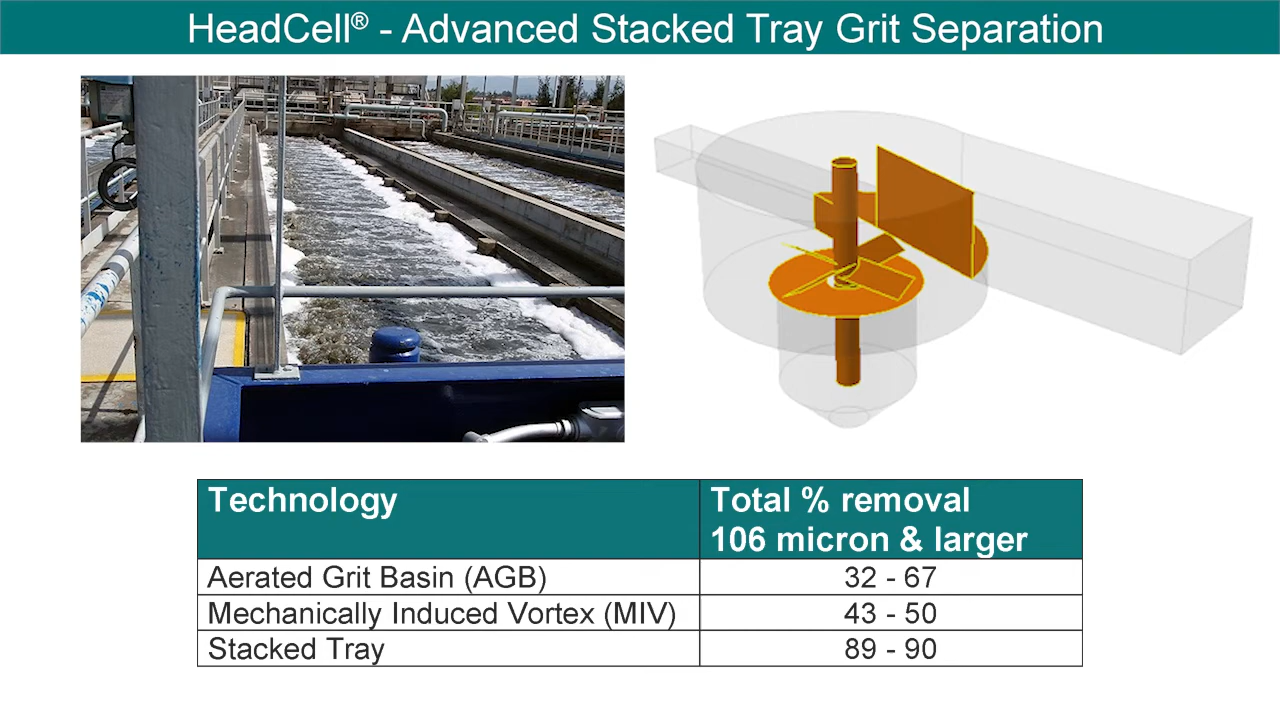 HeadCell® - Advanced Stacked Tray Grit Separation
Technology
Total % removal
106 micron & larger
Aerated Grit Basin (AGB)
32 - 67
Mechanically Induced Vortex (MIV)
43 - 50
Stacked Tray
89 - 90